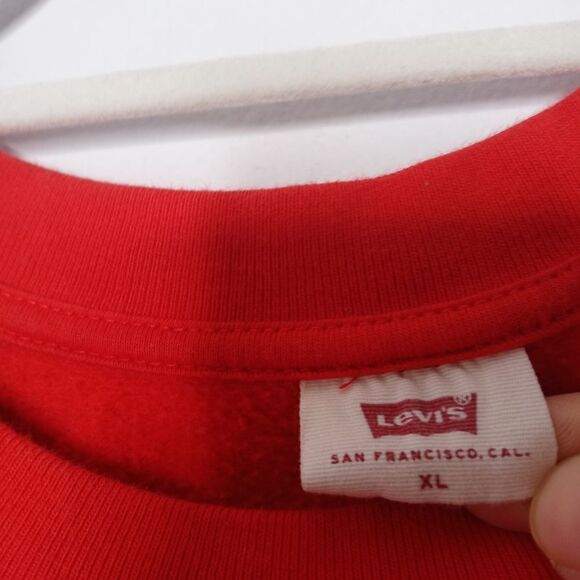 LEVI'S®
SAN FRANCISCO, CAL.
XL